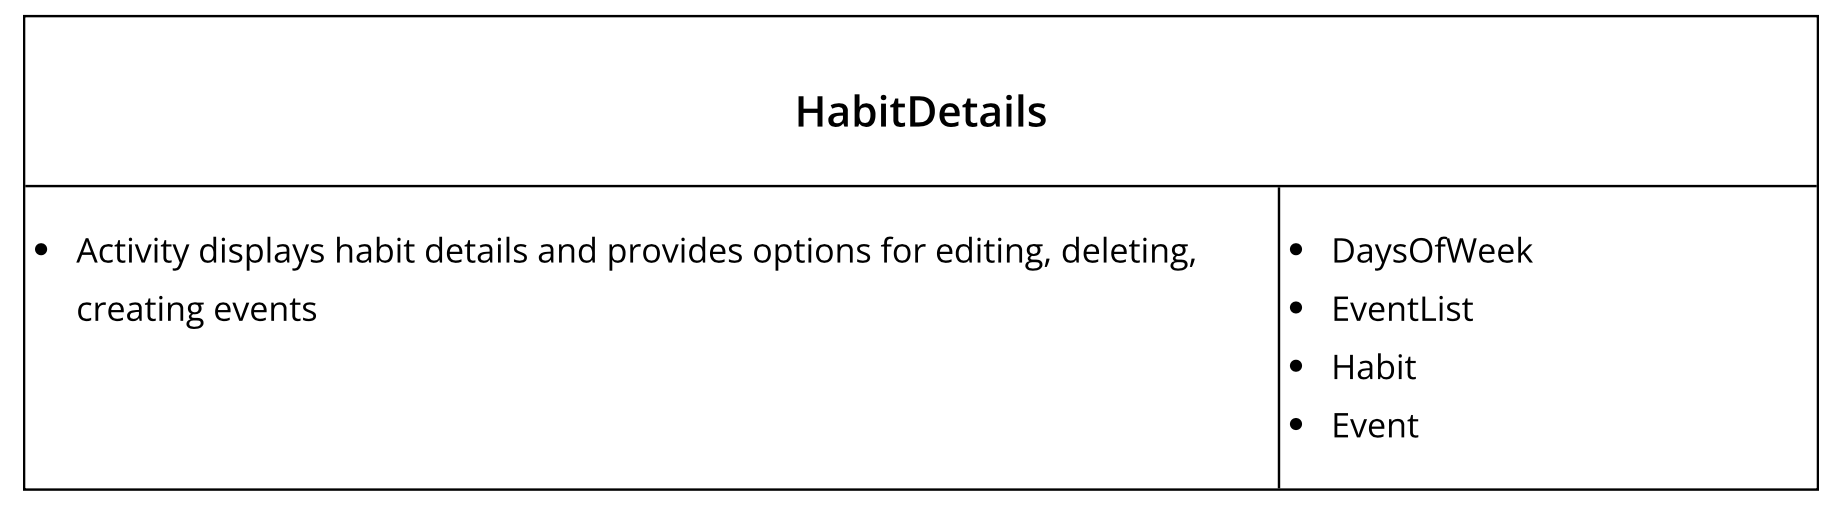 HabitDetails
• Activity displays habit details and provides options for editing, deleting,
creating events
• DaysOfWeek
• EventList
• Habit
• Event